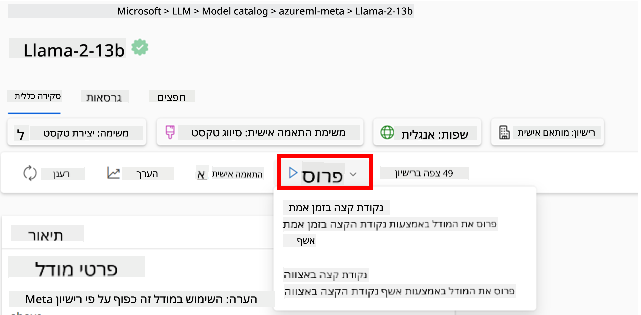 Microsoft > LLM > Model catalog > azureml-meta > Llama-2-13b
Llama-2-13b
סקירה כללית
גרסאות
חפצים
ל משימה: יצירת טקסט
משימת התאמה אישית: סיווג טקסט
שפות: אנגלית
רישיון: מותאם אישית
רענן
הערך
התאמה אישית א
פרוס
49 צפה ברישיון
נקודת קצה בזמן אמת
פרוס את המודל באמצעות נקודת הקצה בזמן אמת
אשף
נקודת קצה באצווה
פרוס את המודל באמצעות אשף נקודת הקצה באצווה
תיאור
פרטי מודל
הערה: השימוש במודל זה כפוף על פי רישיון Meta